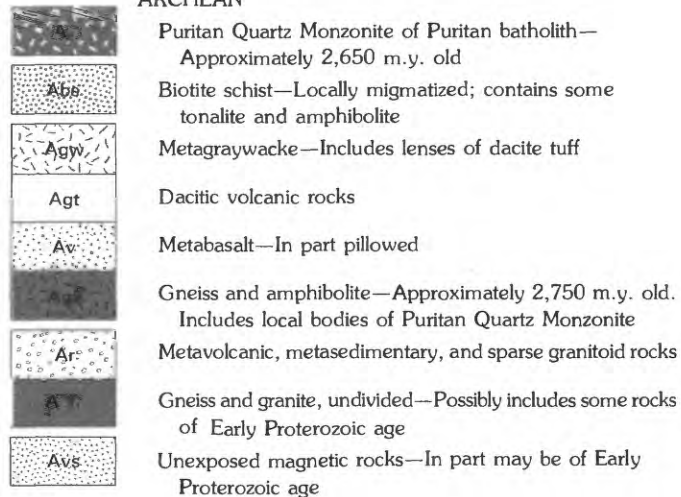 ARCHEAN
Puritan Quartz Monzonite of Puritan batholith—
Approximately 2,650 m.y. old
Abs
Biotite schist—Locally migmatized; contains some
tonalite and amphibolite
Agw
Metagraywacke—Includes lenses of dacite tuff
Agt
Dacitic volcanic rocks
Av
Metabasalt—In part pillowed
Gneiss and amphibolite—Approximately 2,750 m.y. old.
Includes local bodies of Puritan Quartz Monzonite
Ar
Metavolcanic, metasedimentary, and sparse granitoid rocks
Gneiss and granite, undivided—Possibly includes some rocks
of Early Proterozoic age
Avs
Unexposed magnetic rocks—In part may be of Early
Proterozoic age